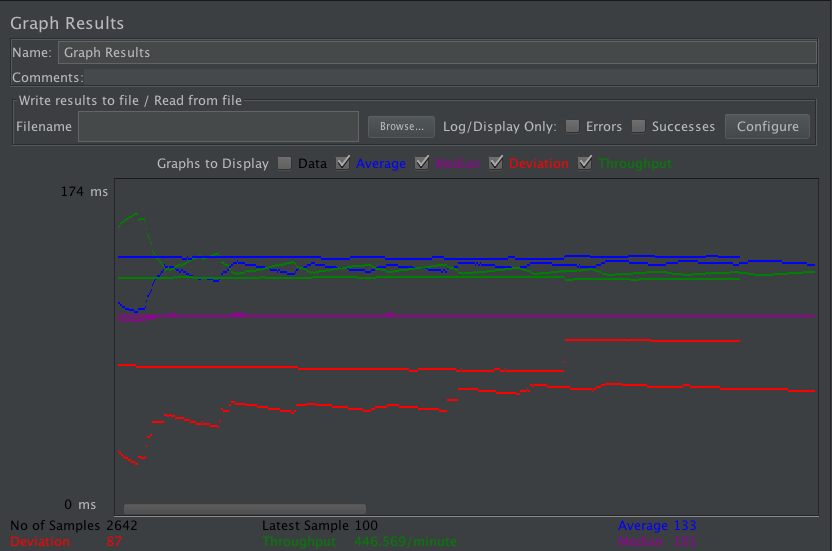 Graph Results
Name: Graph Results
Comments:
Write results to file / Read from file
Filename Browse... Log/Display Only: Errors Successes Configure
Graphs to Display Data Average Median Deviation Throughput
174 ms
0 ms
No of Samples 2642 Latest Sample 100 Average 133
Deviation 87 Throughput 446.569/minute Median